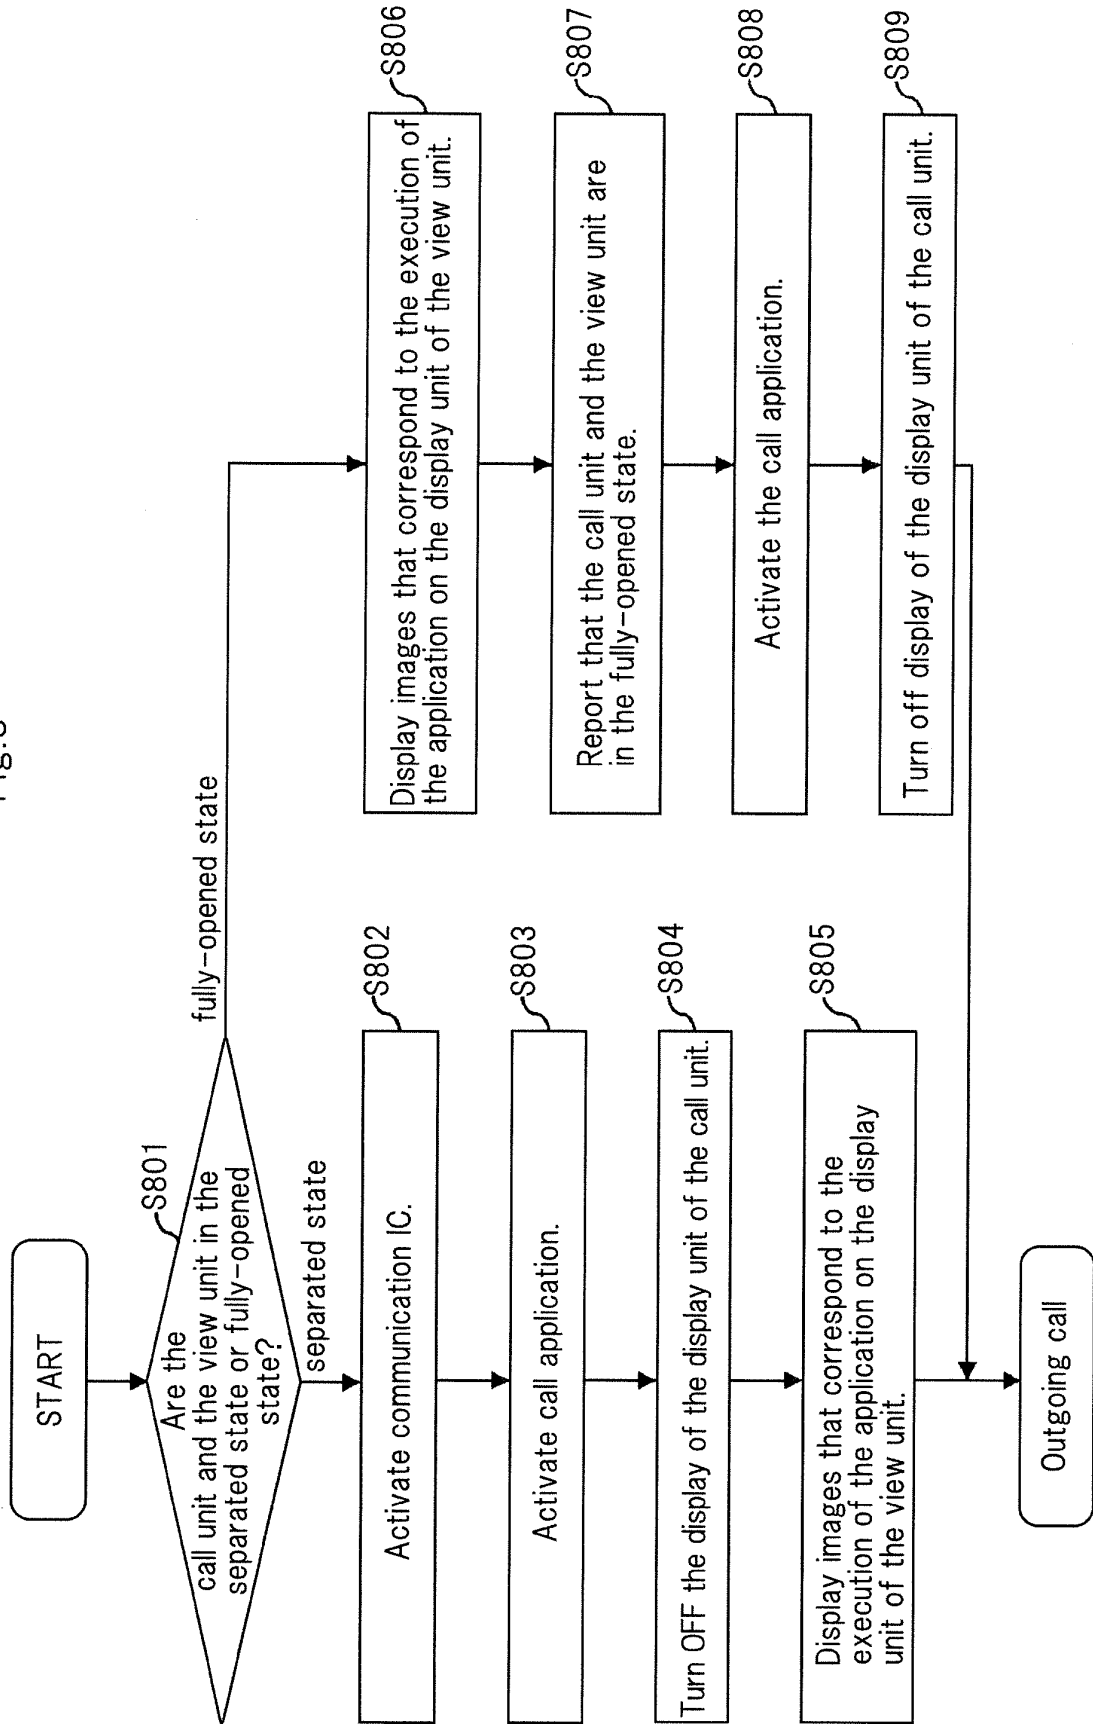 START
S801
Are the
call unit and the view unit in the
separated state or fully-opened
state?
fully-opened state
separated state
S802
Activate communication IC.
S803
Activate call application.
S804
Turn OFF the display of the display unit of the call unit.
S805
Display images that correspond to the
execution of the application on the display
unit of the view unit.
S806
Display images that correspond to the execution of
the application on the display unit of the view unit.
S807
Report that the call unit and the view unit are
in the fully-opened state.
S808
Activate the call application.
S809
Turn off display of the display unit of the call unit.
Outgoing call